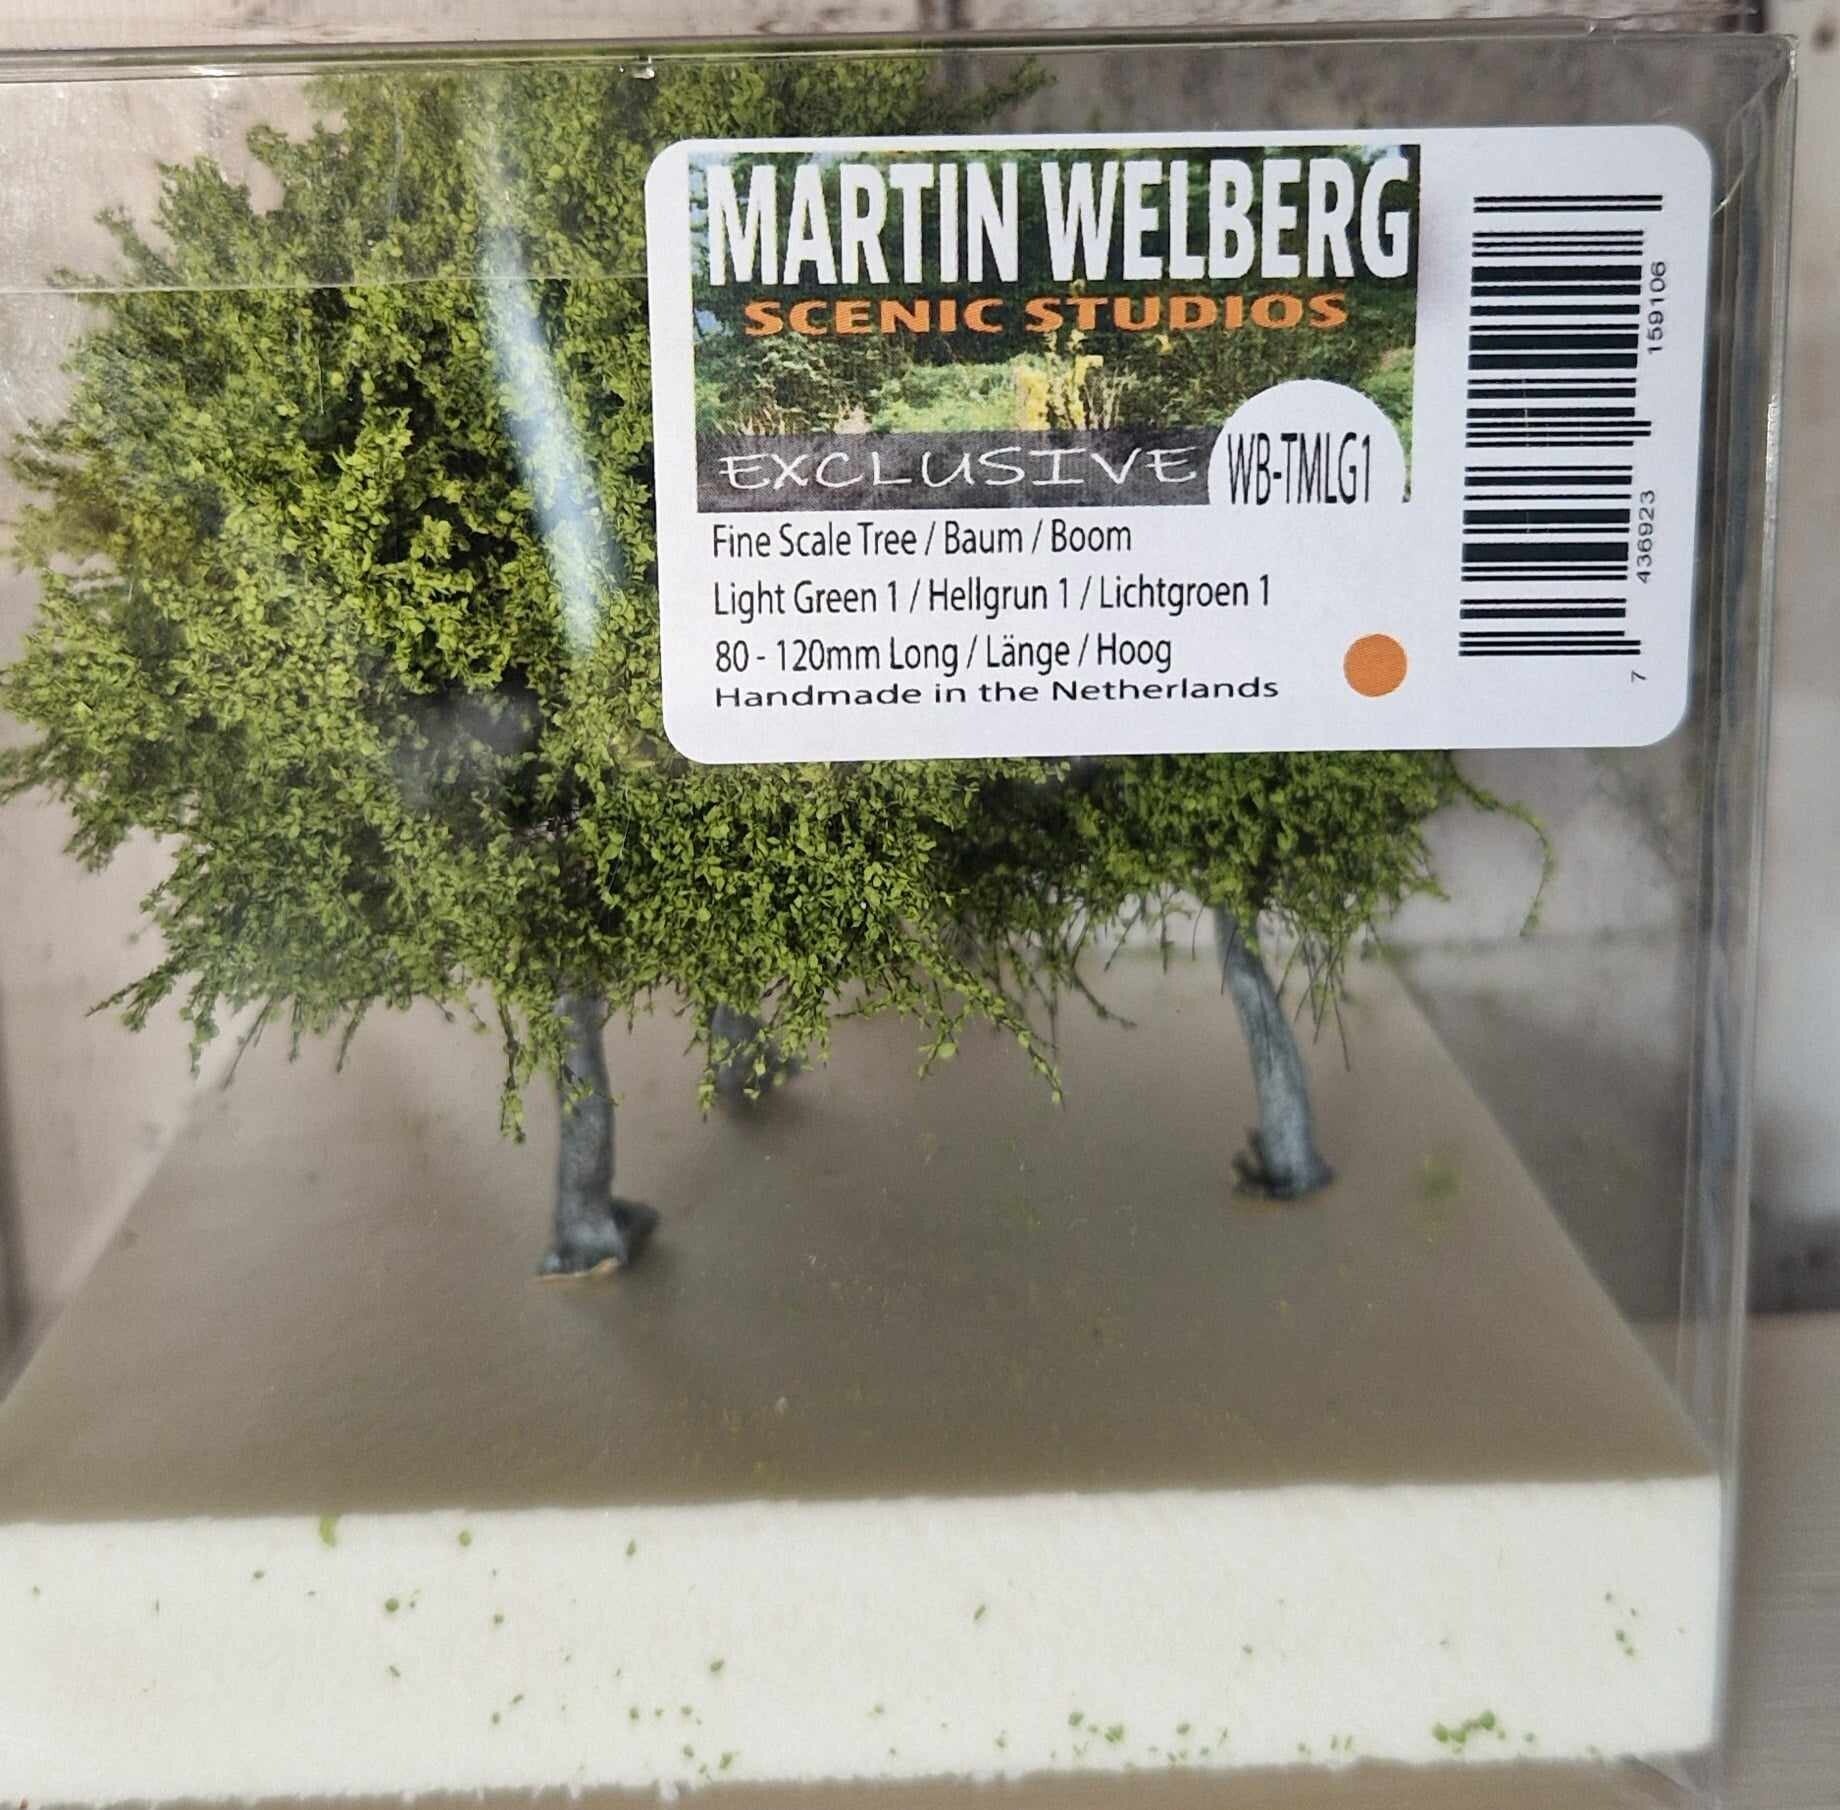 MARTIN WELBERG
SCENIC STUDIOS
EXCLUSIVE
WB-TMLG1
Fine Scale Tree / Baum / Boom
Light Green 1 / Hellgrun 1 / Lichtgroen 1
80 - 120mm Long / Länge / Hoog
Handmade in the Netherlands
7 436923 159106